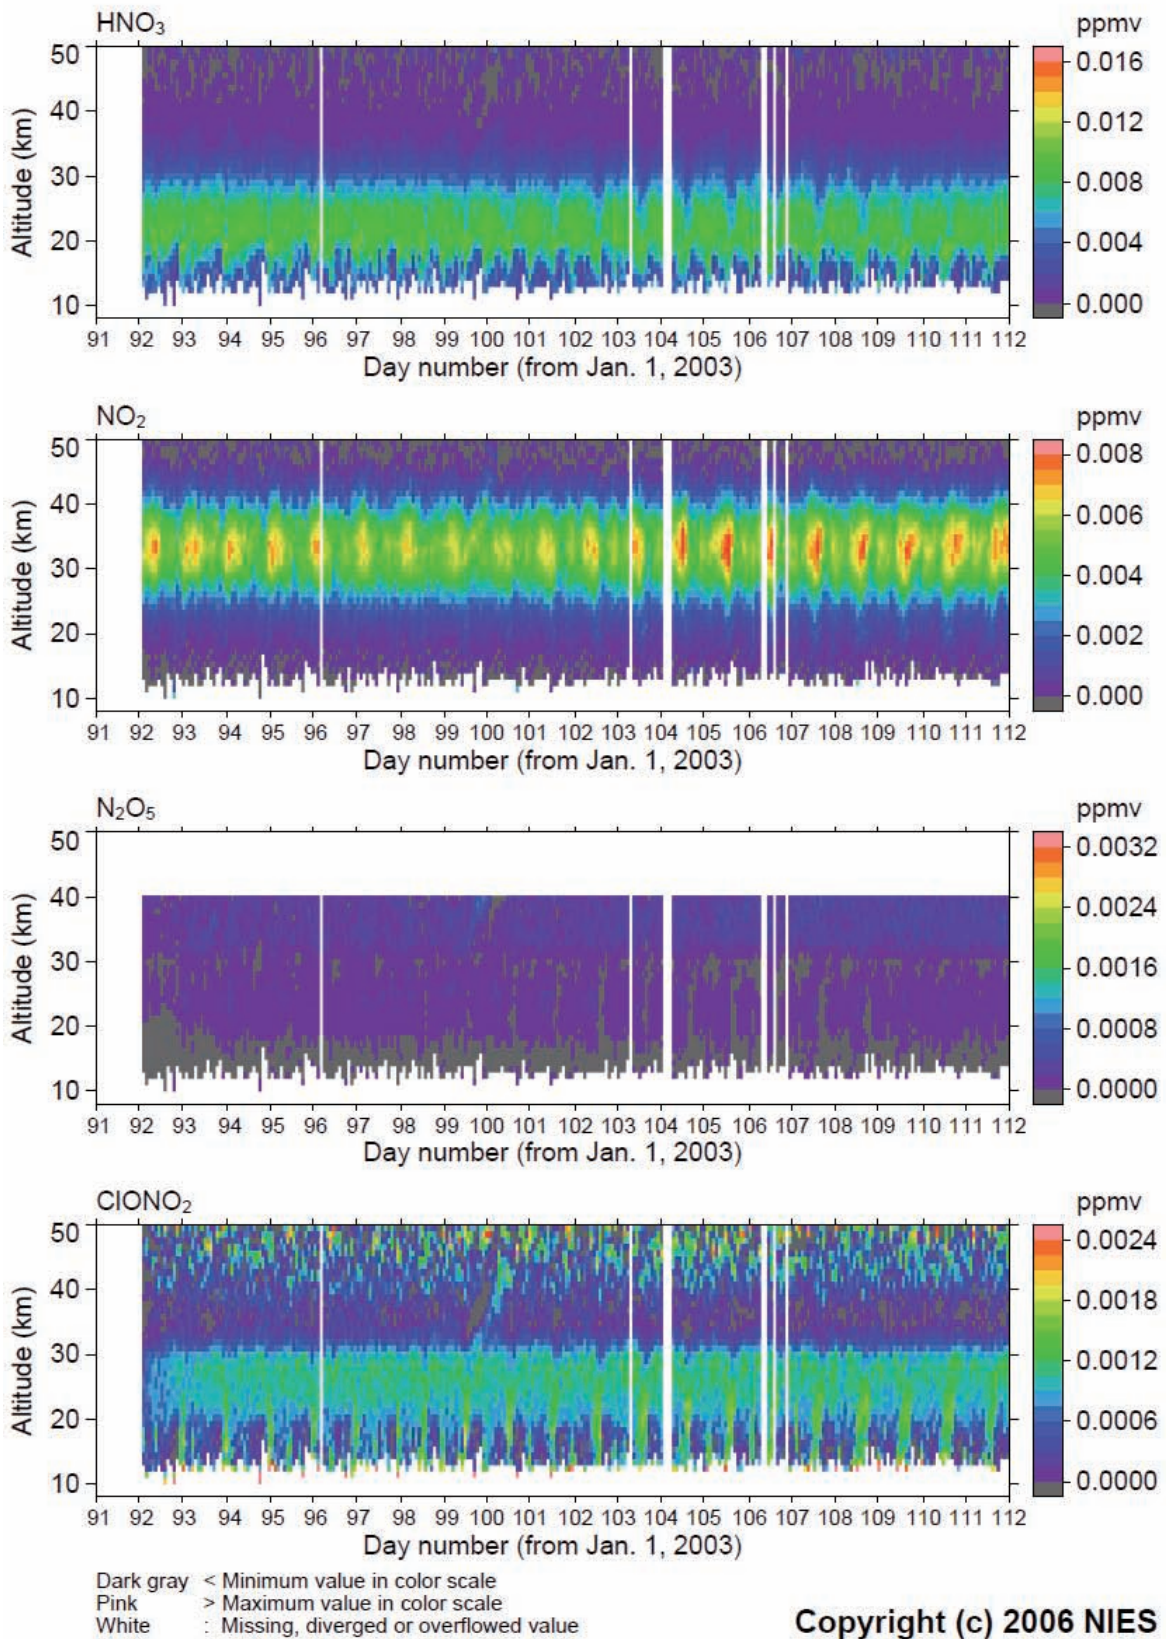 HNO₃
ppmv
50
40
30
20
10
Altitude (km)
0.016
0.012
0.008
0.004
0.000
91 92 93 94 95 96 97 98 99 100 101 102 103 104 105 106 107 108 109 110 111 112
Day number (from Jan. 1, 2003)
NO₂
ppmv
50
40
30
20
10
Altitude (km)
0.008
0.006
0.004
0.002
0.000
91 92 93 94 95 96 97 98 99 100 101 102 103 104 105 106 107 108 109 110 111 112
Day number (from Jan. 1, 2003)
N₂O₅
ppmv
50
40
30
20
10
Altitude (km)
0.0032
0.0024
0.0016
0.0008
0.0000
91 92 93 94 95 96 97 98 99 100 101 102 103 104 105 106 107 108 109 110 111 112
Day number (from Jan. 1, 2003)
ClONO₂
ppmv
50
40
30
20
10
Altitude (km)
0.0024
0.0018
0.0012
0.0006
0.0000
91 92 93 94 95 96 97 98 99 100 101 102 103 104 105 106 107 108 109 110 111 112
Day number (from Jan. 1, 2003)
Dark gray < Minimum value in color scale
Pink > Maximum value in color scale
White : Missing, diverged or overflowed value
Copyright (c) 2006 NIES